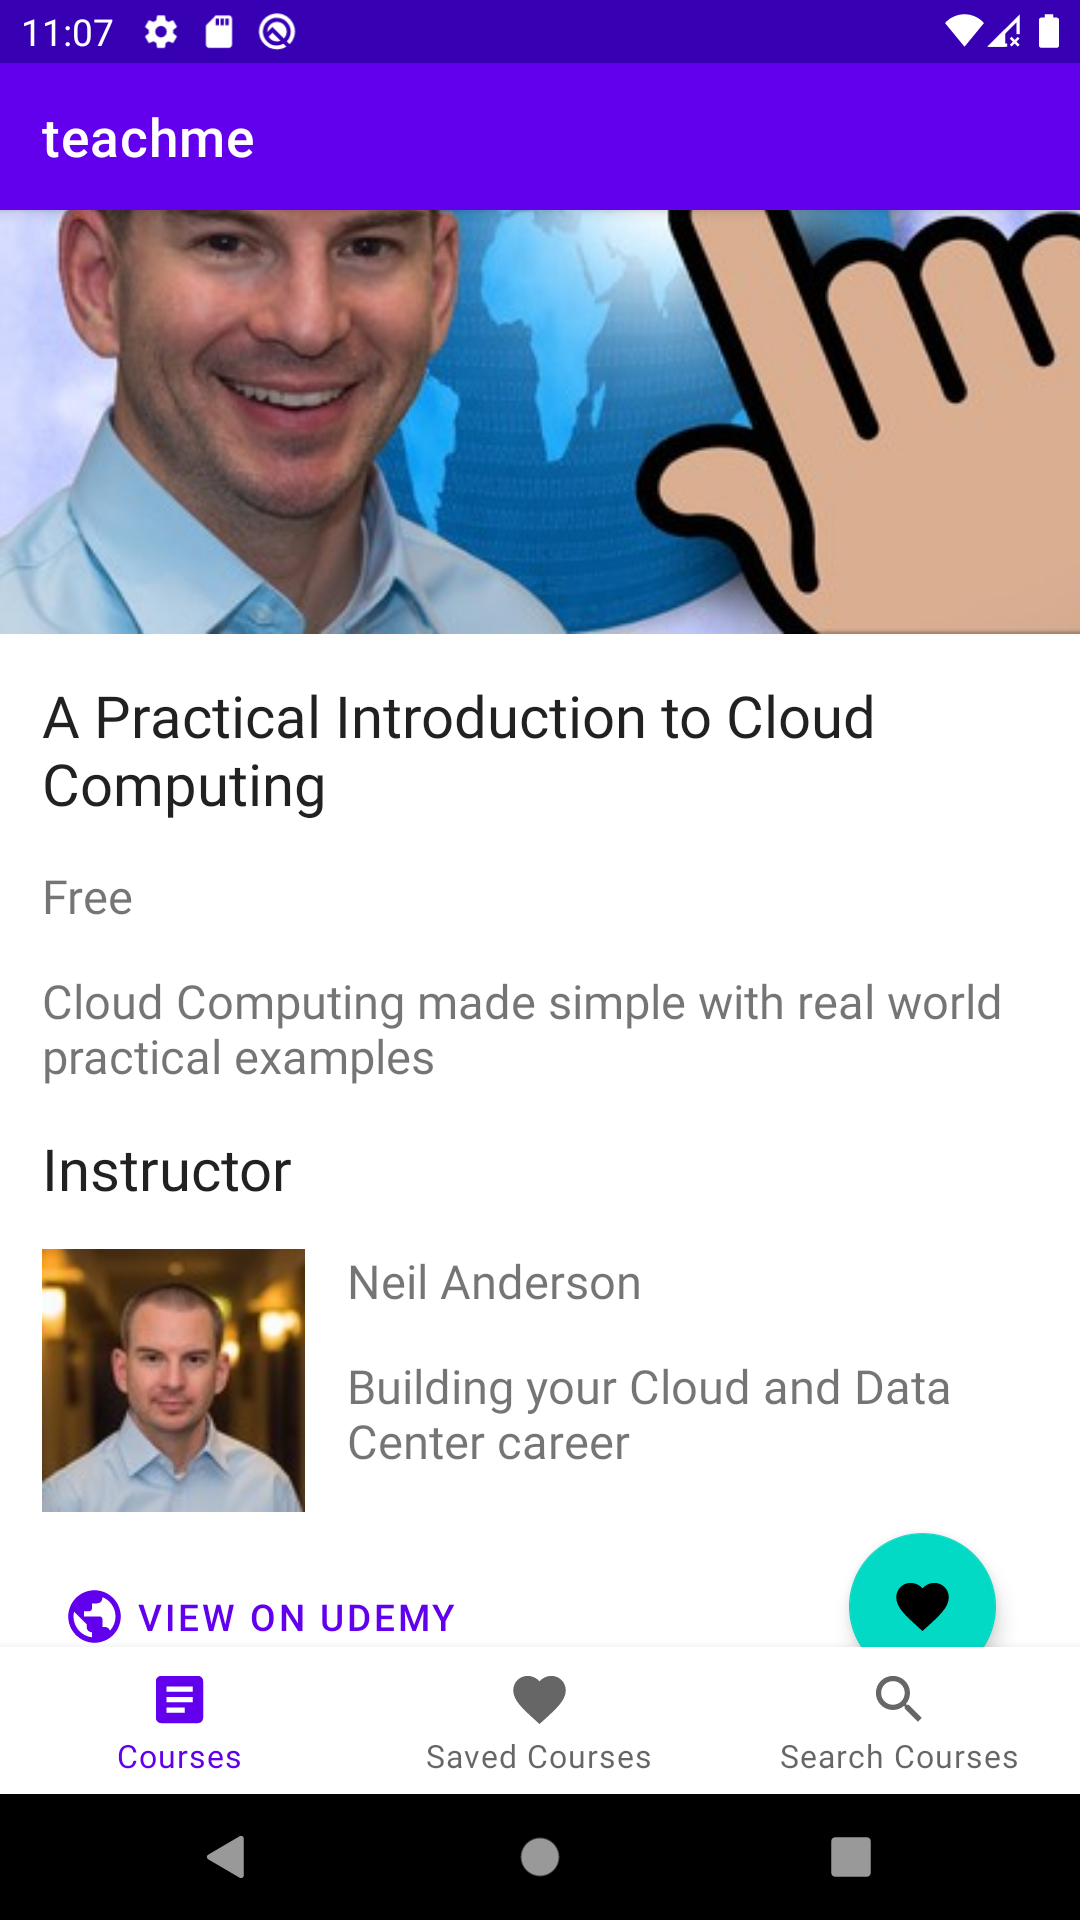 11:07
teachme
A Practical Introduction to Cloud
Computing
Free
Cloud Computing made simple with real world
practical examples
Instructor
Neil Anderson
Building your Cloud and Data
Center career
VIEW ON UDEMY
Courses
Saved Courses
Search Courses